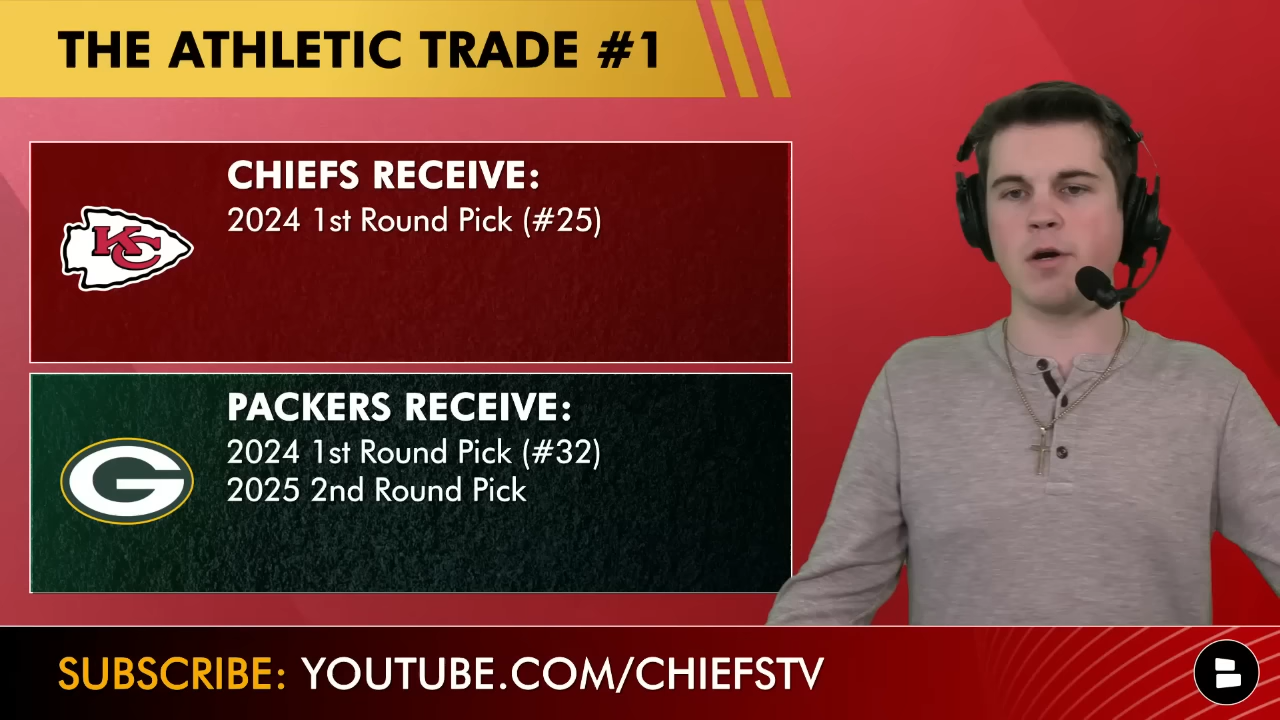 THE ATHLETIC TRADE #1
CHIEFS RECEIVE:
2024 1st Round Pick (#25)
KC
PACKERS RECEIVE:
2024 1st Round Pick (#32)
2025 2nd Round Pick
G
SUBSCRIBE: YOUTUBE.COM/CHIEFSTV